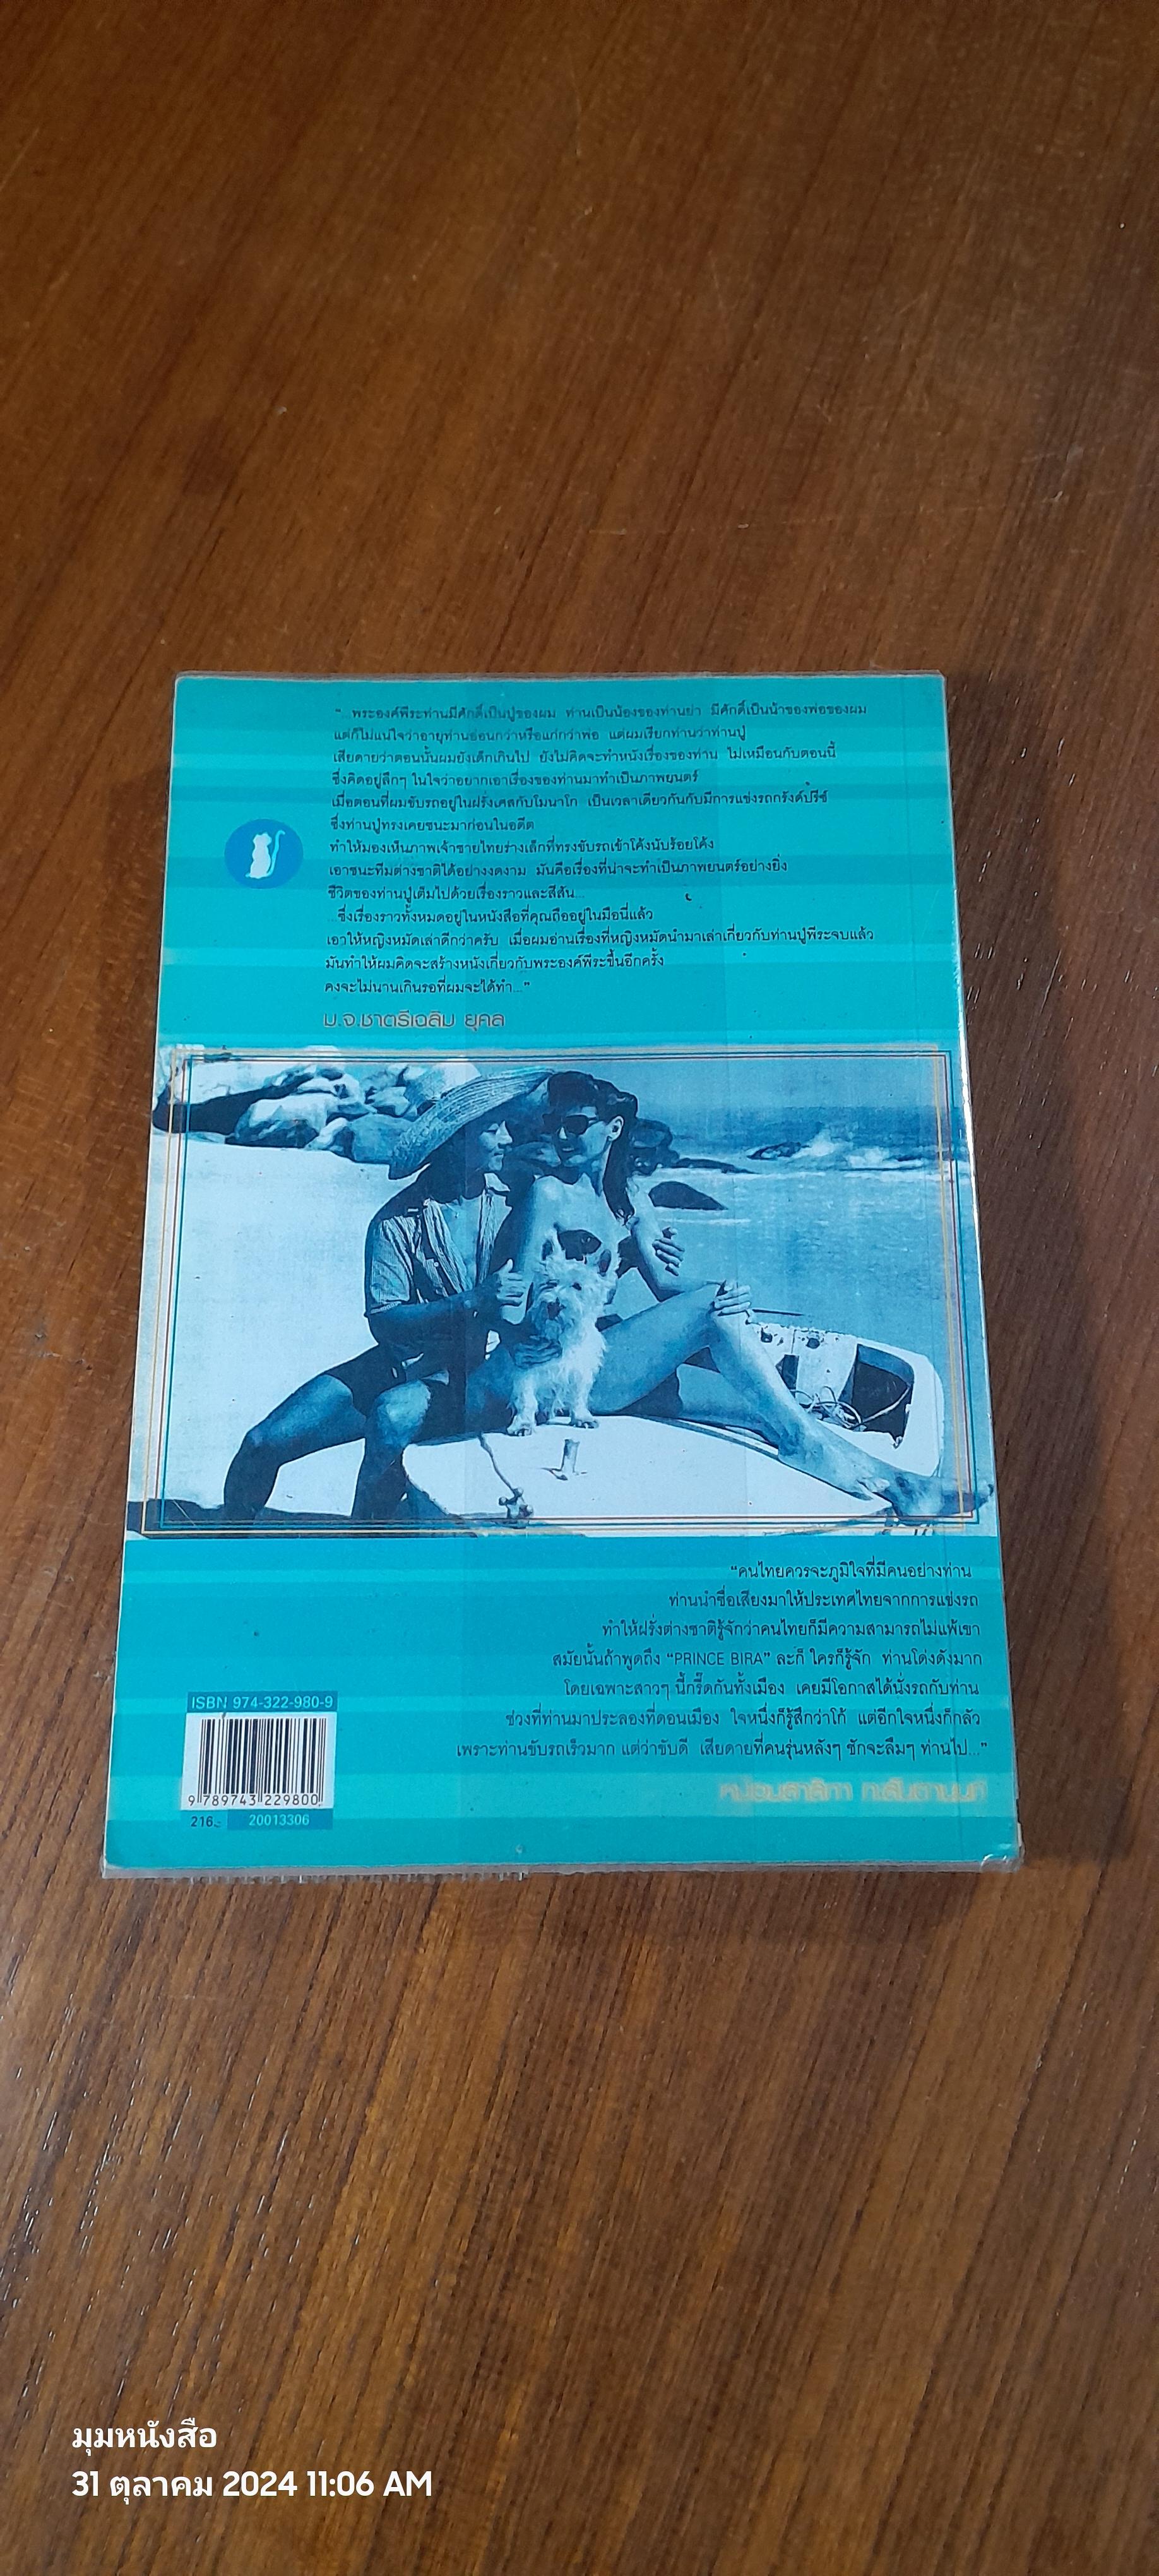 "...พระองค์พีระท่านมีศักดิ์เป็นปู่ของผม ท่านเป็นน้องของท่านย่า มีศักดิ์เป็นน้าของพ่อของผม
แต่ก็ไม่แน่ใจว่าอายุท่านอ่อนกว่าหรือแก่กว่าพ่อ แต่ผมเรียกท่านว่าท่านปู่
เสียดายว่าตอนนั้นผมยังเด็กเกินไป ยังไม่คิดจะทำหนังเรื่องของท่าน ไม่เหมือนกับตอนนี้
ซึ่งคิดอยู่ลึกๆ ในใจว่าอยากเอาเรื่องของท่านมาทำเป็นภาพยนตร์
เมื่อตอนที่ผมขับรถอยู่ในฝรั่งเศสกับโมนาโก เป็นเวลาเดียวกันกับมีการแข่งรถกรังด์ปรีซ์
ซึ่งท่านปู่ทรงเคยชนะมาก่อนในอดีต
ทำให้มองเห็นภาพเจ้าชายไทยร่างเล็กที่ทรงขับรถเข้าโค้งนับร้อยโค้ง
เอาชนะทีมต่างชาติได้อย่างงดงาม มันคือเรื่องที่น่าจะทำเป็นภาพยนตร์อย่างยิ่ง
ชีวิตของท่านปู่เต็มไปด้วยเรื่องราวและสีสัน...
...ซึ่งเรื่องราวทั้งหมดอยู่ในหนังสือที่คุณถืออยู่ในมือนี่แล้ว
เอาให้หญิงหมัดเล่าดีกว่าครับ เมื่อผมอ่านเรื่องที่หญิงหมัดนำมาเล่าเกี่ยวกับท่านปู่พีระจบแล้ว
มันทำให้ผมคิดจะสร้างหนังเกี่ยวกับพระองค์พีระขึ้นอีกครั้ง
คงจะไม่นานเกินรอที่ผมจะได้ทำ..."
ม.จ.ชาตรีเฉลิม ยุคล
"คนไทยควรจะภูมิใจที่มีคนอย่างท่าน
ท่านนำชื่อเสียงมาให้ประเทศไทยจากการแข่งรถ
ทำให้ฝรั่งต่างชาติรู้จักว่าคนไทยก็มีความสามารถไม่แพ้เขา
สมัยนั้นถ้าพูดถึง "PRINCE BIRA" ละก็ ใครก็รู้จัก ท่านโด่งดังมาก
โดยเฉพาะสาวๆ นี้กรี๊ดกันทั้งเมือง เคยมีโอกาสได้นั่งรถกับท่าน
ช่วงที่ท่านมาประลองที่ดอนเมือง ใจหนึ่งก็รู้สึกว่าโก้ แต่อีกใจหนึ่งก็กลัว
เพราะท่านขับรถเร็วมาก แต่ว่าขับดี เสียดายที่คนรุ่นหลังๆ ชักจะลืมๆ ท่านไป..."
ISBN 974-322-980-9
9 789743 229800
216.-
20013306
มุมหนังสือ
31 ตุลาคม 2024 11:06 AM